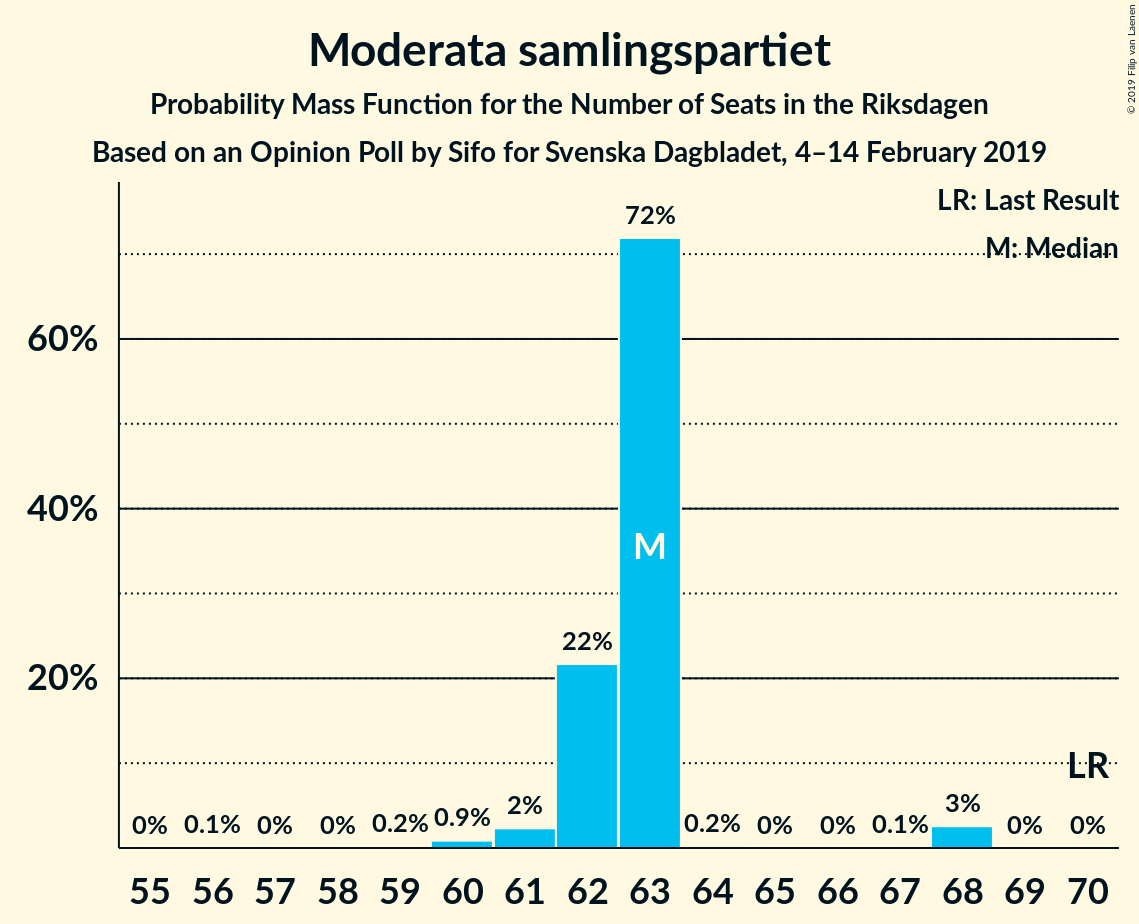 Moderata samlingspartiet
Probability Mass Function for the Number of Seats in the Riksdagen
Based on an Opinion Poll by Sifo for Svenska Dagbladet, 4–14 February 2019
© 2019 Filip van Laenen
LR: Last Result
M: Median
60%
40%
20%
0% 0.1% 0% 0% 0.2% 0.9% 2% 22% 72% 0.2% 0% 0% 0.1% 3% 0% 0%
M
LR
55 56 57 58 59 60 61 62 63 64 65 66 67 68 69 70